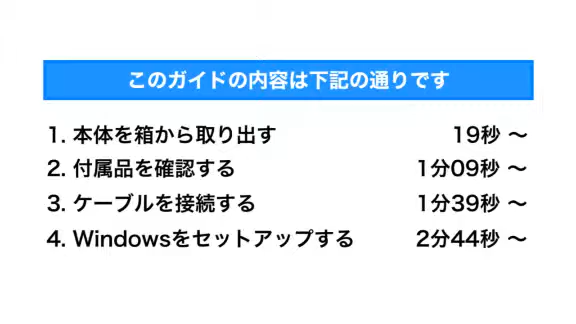 このガイドの内容は下記の通りです
1. 本体を箱から取り出す 19秒 〜
2. 付属品を確認する 1分09秒 〜
3. ケーブルを接続する 1分39秒 〜
4. Windowsをセットアップする 2分44秒 〜